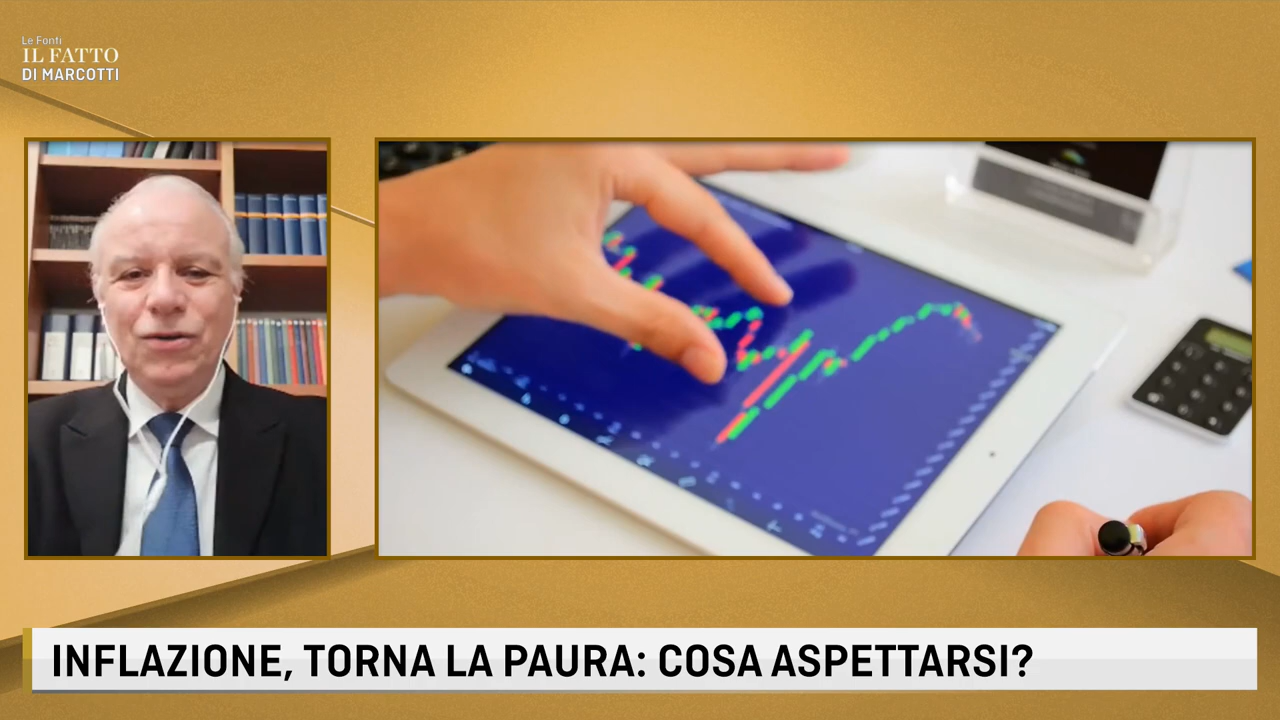 Le Fonti
IL FATTO
DI MARCOTTI
INFLAZIONE, TORNA LA PAURA: COSA ASPETTARSI?